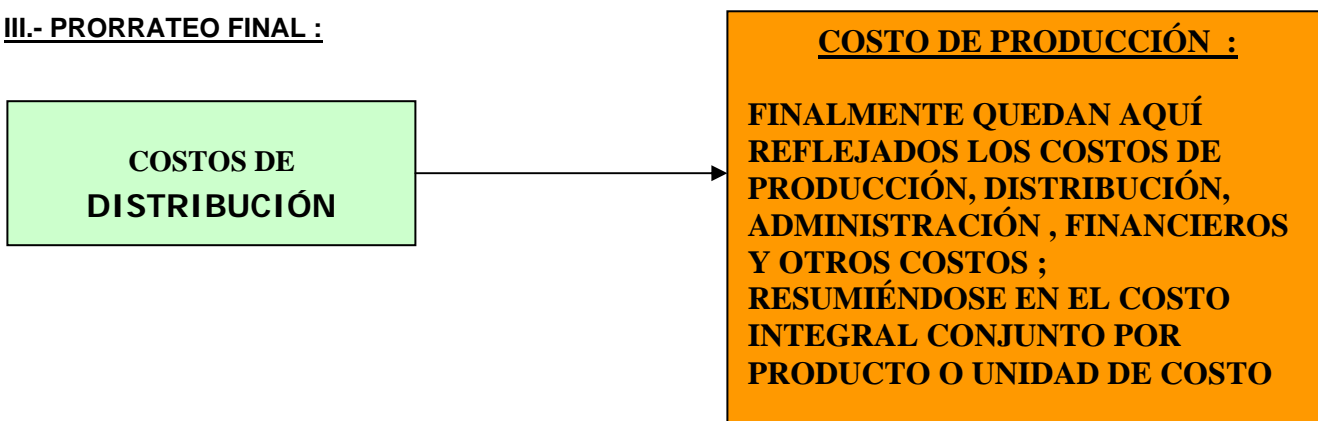 III.- PRORRATEO FINAL :
COSTOS DE
DISTRIBUCIÓN
COSTO DE PRODUCCIÓN :
FINALMENTE QUEDAN AQUÍ
REFLEJADOS LOS COSTOS DE
PRODUCCIÓN, DISTRIBUCIÓN,
ADMINISTRACIÓN , FINANCIEROS
Y OTROS COSTOS ;
RESUMIÉNDOSE EN EL COSTO
INTEGRAL CONJUNTO POR
PRODUCTO O UNIDAD DE COSTO